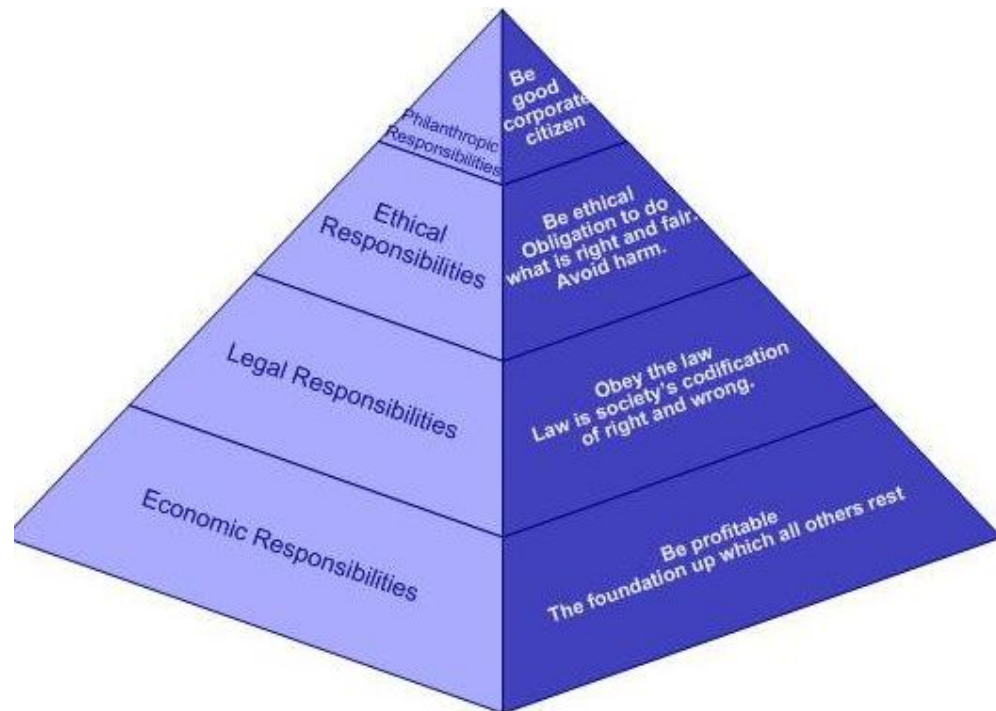 Philanthropic
Responsibilities
Be
good
corporate
citizen
Ethical
Responsibilities
Be ethical
Obligation to do
what is right and fair.
Avoid harm.
Legal Responsibilities
Obey the law
Law is society's codification
of right and wrong.
Economic Responsibilities
Be profitable
The foundation up which all others rest